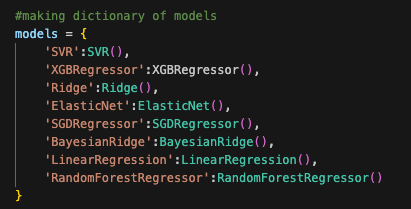 #making dictionary of models
models = {
    'SVR':SVR(),
    'XGBRegressor':XGBRegressor(),
    'Ridge':Ridge(),
    'ElasticNet':ElasticNet(),
    'SGDRegressor':SGDRegressor(),
    'BayesianRidge':BayesianRidge(),
    'LinearRegression':LinearRegression(),
    'RandomForestRegressor':RandomForestRegressor()
}